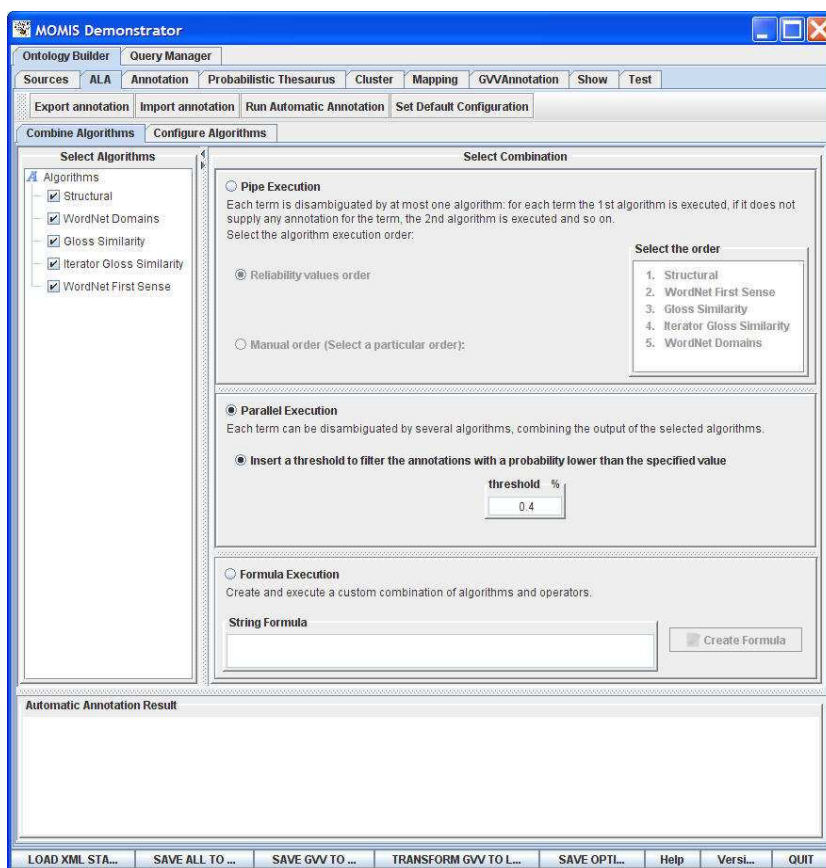 MOMIS Demonstrator
Ontology Builder Query Manager
Sources ALA Annotation Probabilistic Thesaurus Cluster Mapping GVVAnnotation Show Test
Export annotation Import annotation Run Automatic Annotation Set Default Configuration
Combine Algorithms Configure Algorithms
Select Algorithms
Algorithms
Structural
WordNet Domains
Gloss Similarity
Iterator Gloss Similarity
WordNet First Sense
Select Combination
Pipe Execution
Each term is disambiguated by at most one algorithm: for each term the 1st algorithm is executed, if it does not
supply any annotation for the term, the 2nd algorithm is executed and so on.
Select the algorithm execution order:
Reliability values order
Manual order (Select a particular order):
Select the order
1. Structural
2. WordNet First Sense
3. Gloss Similarity
4. Iterator Gloss Similarity
5. WordNet Domains
Parallel Execution
Each term can be disambiguated by several algorithms, combining the output of the selected algorithms.
Insert a threshold to filter the annotations with a probability lower than the specified value
threshold %
0.4
Formula Execution
Create and execute a custom combination of algorithms and operators.
String Formula
Create Formula
Automatic Annotation Result
LOAD XML STA... SAVE ALL TO ... SAVE GVV TO ... TRANSFORM GVV TO L... SAVE OPTI... Help Versi... QUIT